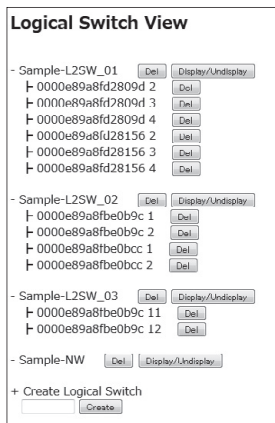 Logical Switch View
- Sample-L2SW_01 Del Display/Undisplay
├ 0000e89a8fd2809d 2 Del
├ 0000e89a8fd2809d 3 Del
├ 0000e89a8fd2809d 4 Del
├ 0000e89a8fd28156 2 Del
├ 0000e89a8fd28156 3 Del
├ 0000e89a8fd28156 4 Del
- Sample-L2SW_02 Del Display/Undisplay
├ 0000e89a8fbe0b9c 1 Del
├ 0000e89a8fbe0b9c 2 Del
├ 0000e89a8fbe0bcc 1 Del
├ 0000e89a8fbe0bcc 2 Del
- Sample-L2SW_03 Del Display/Undisplay
├ 0000e89a8fbe0b9c 11 Del
├ 0000e89a8fbe0b9c 12 Del
- Sample-NW Del Display/Undisplay
+ Create Logical Switch
Create